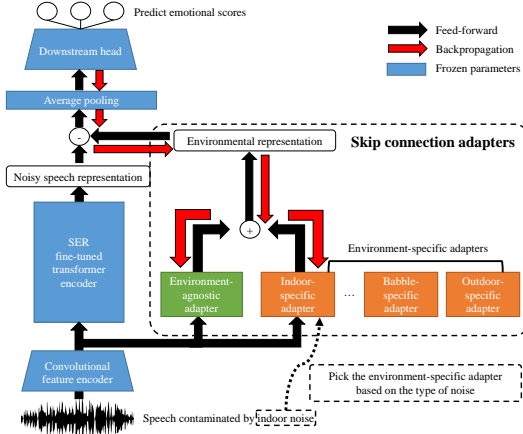 Predict emotional scores
Downstream head
Average pooling
-
Noisy speech representation
SER
fine-tuned
transformer
encoder
Convolutional
feature encoder
Speech contaminated by indoor noise
Feed-forward
Backpropagation
Frozen parameters
Skip connection adapters
Environmental representation
+
Environment-specific adapters
Environment-
agnostic
adapter
Indoor-
specific
adapter
...
Babble-
specific
adapter
Outdoor-
specific
adapter
Pick the environment-specific adapter
based on the type of noise